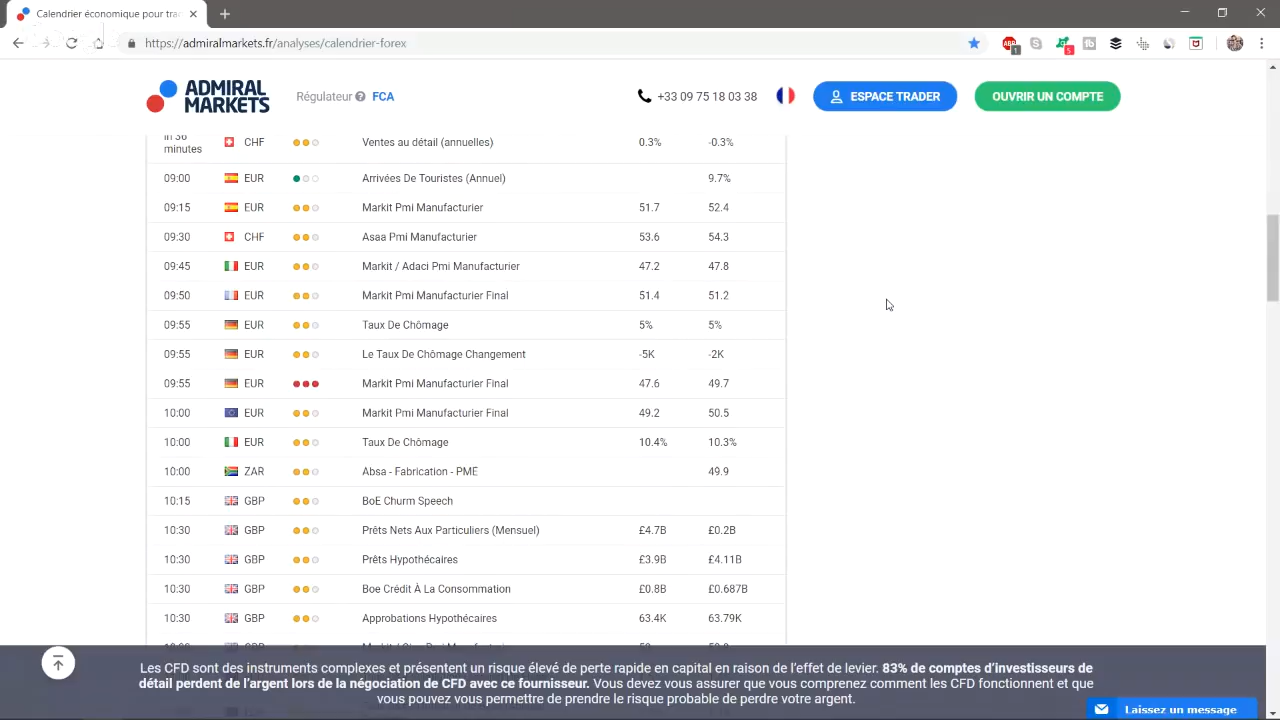 Calendrier économique pour tra
https://admiralmarkets.fr/analyses/calendrier-forex
ADMIRAL MARKETS
Régulateur FCA
+33 09 75 18 03 38
ESPACE TRADER
OUVRIR UN COMPTE
in 36 minutes CHF Ventes au détail (annuelles) 0.3% -0.3%
09:00 EUR Arrivées De Touristes (Annuel) 9.7%
09:15 EUR Markit Pmi Manufacturier 51.7 52.4
09:30 CHF Asaa Pmi Manufacturier 53.6 54.3
09:45 EUR Markit / Adaci Pmi Manufacturier 47.2 47.8
09:50 EUR Markit Pmi Manufacturier Final 51.4 51.2
09:55 EUR Taux De Chômage 5% 5%
09:55 EUR Le Taux De Chômage Changement -5K -2K
09:55 EUR Markit Pmi Manufacturier Final 47.6 49.7
10:00 EUR Markit Pmi Manufacturier Final 49.2 50.5
10:00 EUR Taux De Chômage 10.4% 10.3%
10:00 ZAR Absa - Fabrication - PME 49.9
10:15 GBP BoE Churm Speech
10:30 GBP Prêts Nets Aux Particuliers (Mensuel) £4.7B £0.2B
10:30 GBP Prêts Hypothécaires £3.9B £4.11B
10:30 GBP Boe Crédit À La Consommation £0.8B £0.687B
10:30 GBP Approbations Hypothécaires 63.4K 63.79K
Les CFD sont des instruments complexes et présentent un risque élevé de perte rapide en capital en raison de l'effet de levier. 83% de comptes d'investisseurs de
détail perdent de l'argent lors de la négociation de CFD avec ce fournisseur. Vous devez vous assurer que vous comprenez comment les CFD fonctionnent et que
vous pouvez vous permettre de prendre le risque probable de perdre votre argent.
Laissez un message